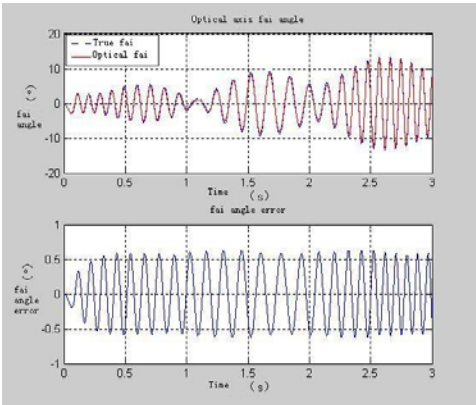 Optical axis fai angle
20
10
0
-10
-20
True fai
Optical fai
fai angle (°)
0 0.5 1 1.5 2 2.5 3
Time (s)
fai angle error
1
0.5
0
-0.5
-1
fai angle error (°)
0 0.5 1 1.5 2 2.5 3
Time (s)